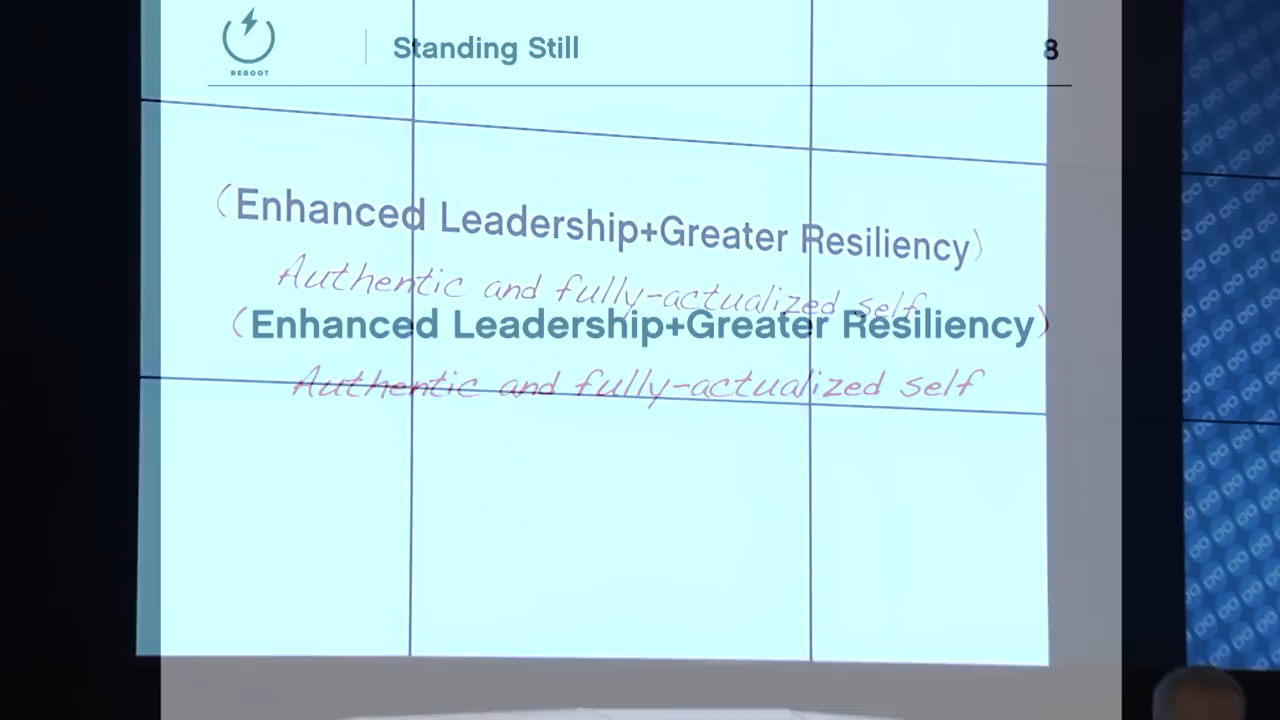 REBOOT
Standing Still
8
(Enhanced Leadership+Greater Resiliency)
Authentic and fully-actualized self
(Enhanced Leadership+Greater Resiliency)
Authentic and fully-actualized self